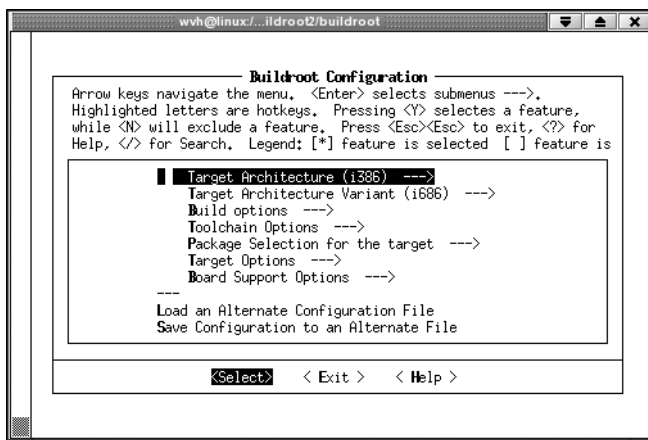 wvh@linux:/...ildroot2/buildroot
Buildroot Configuration
Arrow keys navigate the menu. <Enter> selects submenus --->.
Highlighted letters are hotkeys. Pressing <Y> selectes a feature,
while <N> will exclude a feature. Press <Esc><Esc> to exit, <?> for
Help, </> for Search. Legend: [*] feature is selected [ ] feature is
Target Architecture (i386) --->
Target Architecture Variant (i686) --->
Build options --->
Toolchain Options --->
Package Selection for the target --->
Target Options --->
Board Support Options --->
---
Load an Alternate Configuration File
Save Configuration to an Alternate File
<Select> < Exit > < Help >